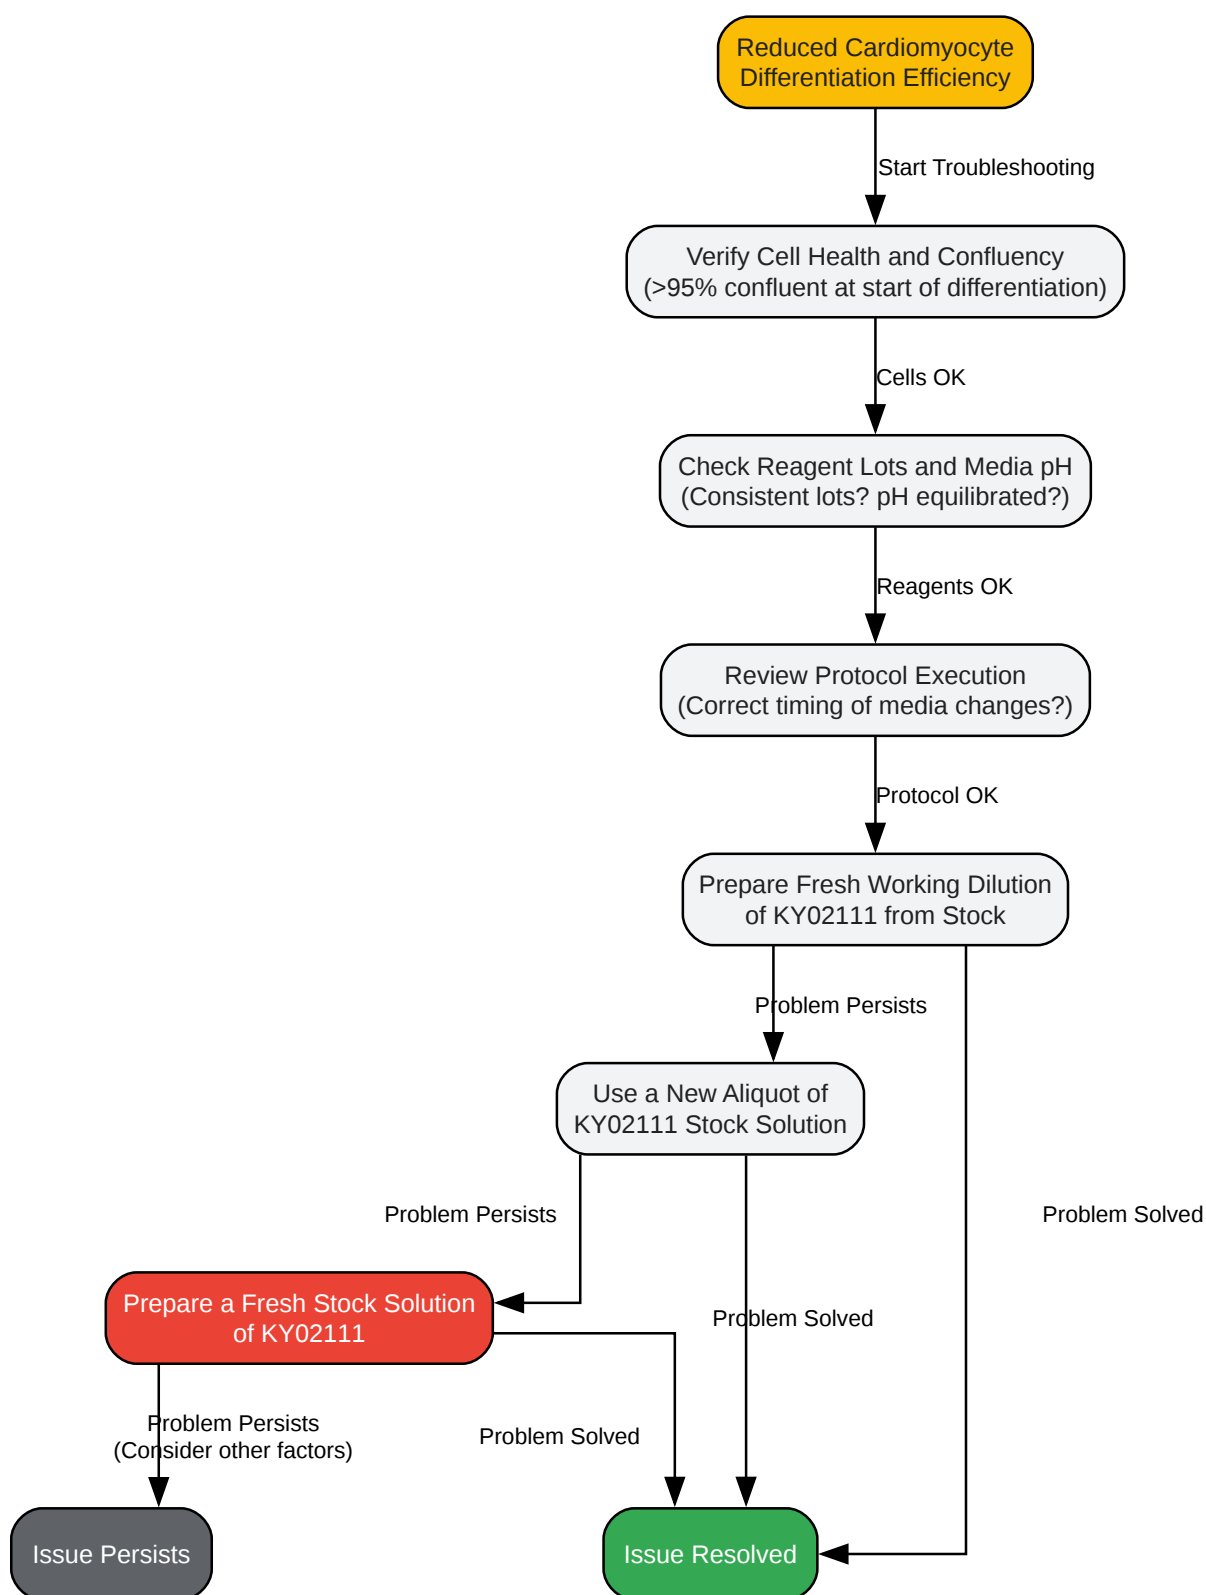 Reduced Cardiomyocyte
Differentiation Efficiency
Start Troubleshooting
Verify Cell Health and Confluency
(>95% confluent at start of differentiation)
Cells OK
Check Reagent Lots and Media pH
(Consistent lots? pH equilibrated?)
Reagents OK
Review Protocol Execution
(Correct timing of media changes?)
Protocol OK
Prepare Fresh Working Dilution
of KY02111 from Stock
Problem Persists
Use a New Aliquot of
KY02111 Stock Solution
Problem Persists
Problem Solved
Prepare a Fresh Stock Solution
of KY02111
Problem Solved
Problem Persists
(Consider other factors)
Problem Solved
Issue Persists
Issue Resolved